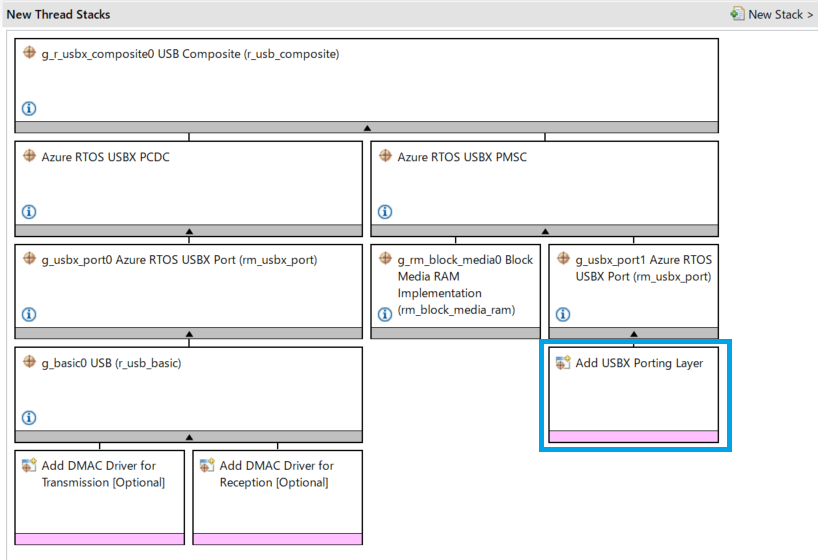 New Thread Stacks
New Stack >
g_r_usbx_composite0 USB Composite (r_usb_composite)
Azure RTOS USBX PCDC
Azure RTOS USBX PMSC
g_usbx_port0 Azure RTOS USBX Port (rm_usbx_port)
g_rm_block_media0 Block
Media RAM
Implementation
(rm_block_media_ram)
g_usbx_port1 Azure RTOS
USBX Port (rm_usbx_port)
g_basic0 USB (r_usb_basic)
Add USBX Porting Layer
Add DMAC Driver for
Transmission [Optional]
Add DMAC Driver for
Reception [Optional]